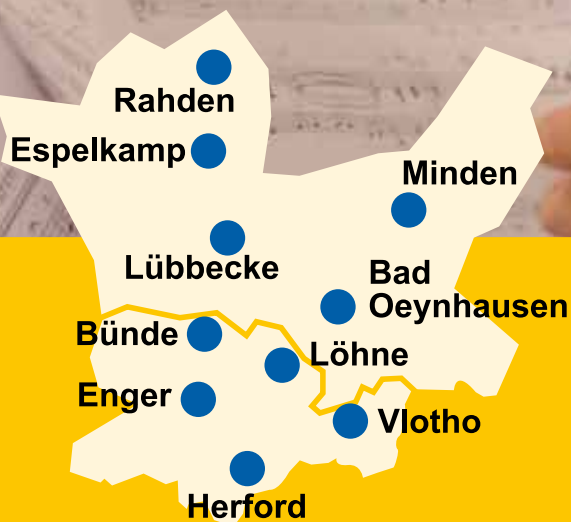 Rahden
Espelkamp
Minden
Lübbecke
Bad
Oeynhausen
Bünde
Löhne
Enger
Vlotho
Herford